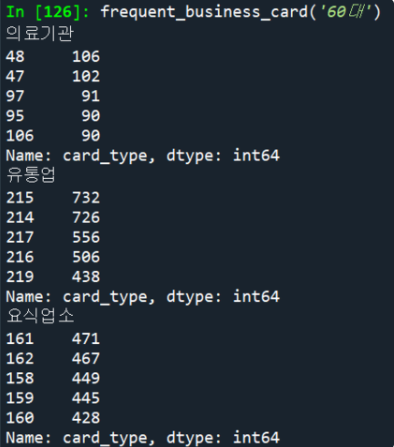 In [126]: frequent_business_card('60대')
의료기관
48 106
47 102
97 91
95 90
106 90
Name: card_type, dtype: int64
유통업
215 732
214 726
217 556
216 506
219 438
Name: card_type, dtype: int64
요식업소
161 471
162 467
158 449
159 445
160 428
Name: card_type, dtype: int64